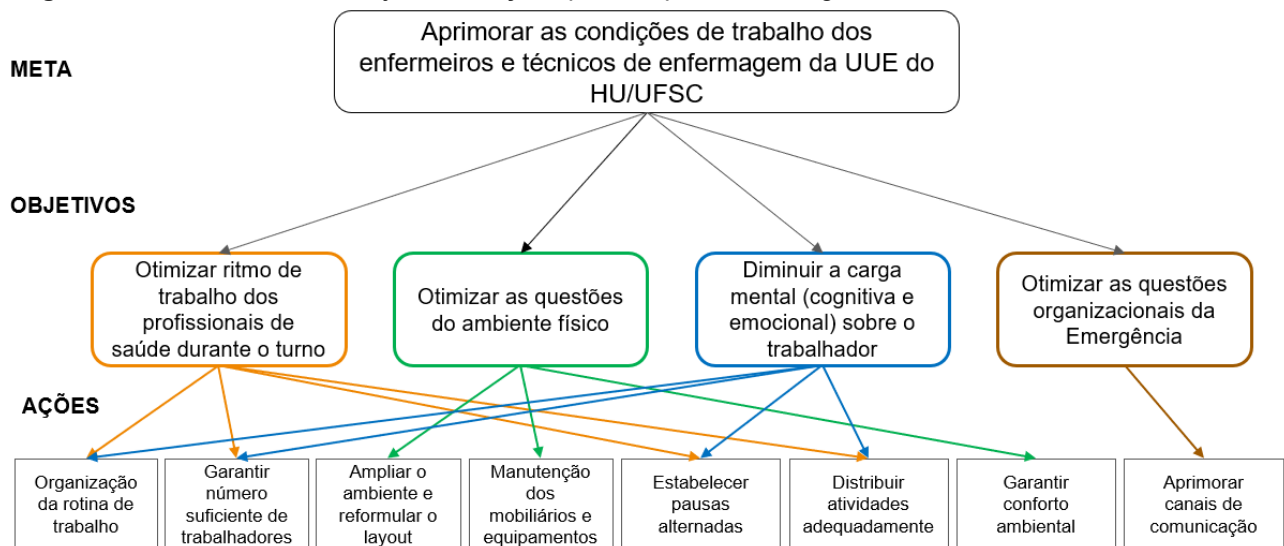 META
Aprimorar as condições de trabalho dos
enfermeiros e técnicos de enfermagem da UUE do
HU/UFSC
OBJETIVOS
Otimizar ritmo de
trabalho dos
profissionais de
saúde durante o turno
Otimizar as questões
do ambiente físico
Diminuir a carga
mental (cognitiva e
emocional) sobre o
trabalhador
Otimizar as questões
organizacionais da
Emergência
AÇÕES
Organização
da rotina de
trabalho
Garantir
número
suficiente de
trabalhadores
Ampliar o
ambiente e
reformular o
layout
Manutenção
dos
mobiliários e
equipamentos
Estabelecer
pausas
alternadas
Distribuir
atividades
adequadamente
Garantir
conforto
ambiental
Aprimorar
canais de
comunicação